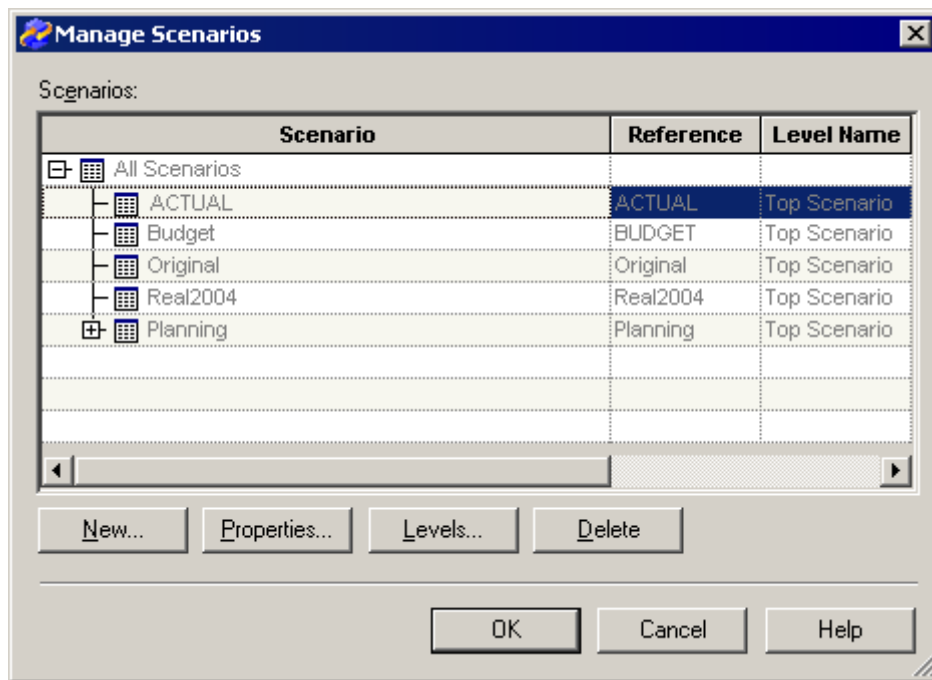 Manage Scenarios
Scenarios:
Scenario Reference Level Name
All Scenarios
ACTUAL ACTUAL Top Scenario
Budget BUDGET Top Scenario
Original Original Top Scenario
Real2004 Real2004 Top Scenario
Planning Planning Top Scenario
New... Properties... Levels... Delete
OK Cancel Help